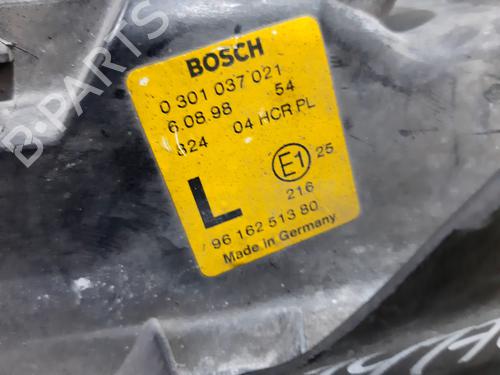 BOSCH
0 301 037 021
6.08.98 54
824 04 HCR PL
E1 25
L
216
96 162 513 80
Made in Germany
B-PARTS